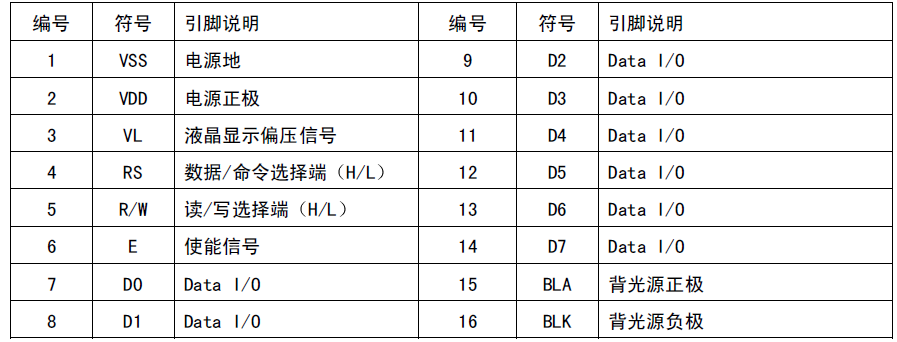 编号 符号 引脚说明 编号 符号 引脚说明
1 VSS 电源地 9 D2 Data I/O
2 VDD 电源正极 10 D3 Data I/O
3 VL 液晶显示偏压信号 11 D4 Data I/O
4 RS 数据/命令选择端（H/L） 12 D5 Data I/O
5 R/W 读/写选择端（H/L） 13 D6 Data I/O
6 E 使能信号 14 D7 Data I/O
7 D0 Data I/O 15 BLA 背光源正极
8 D1 Data I/O 16 BLK 背光源负极